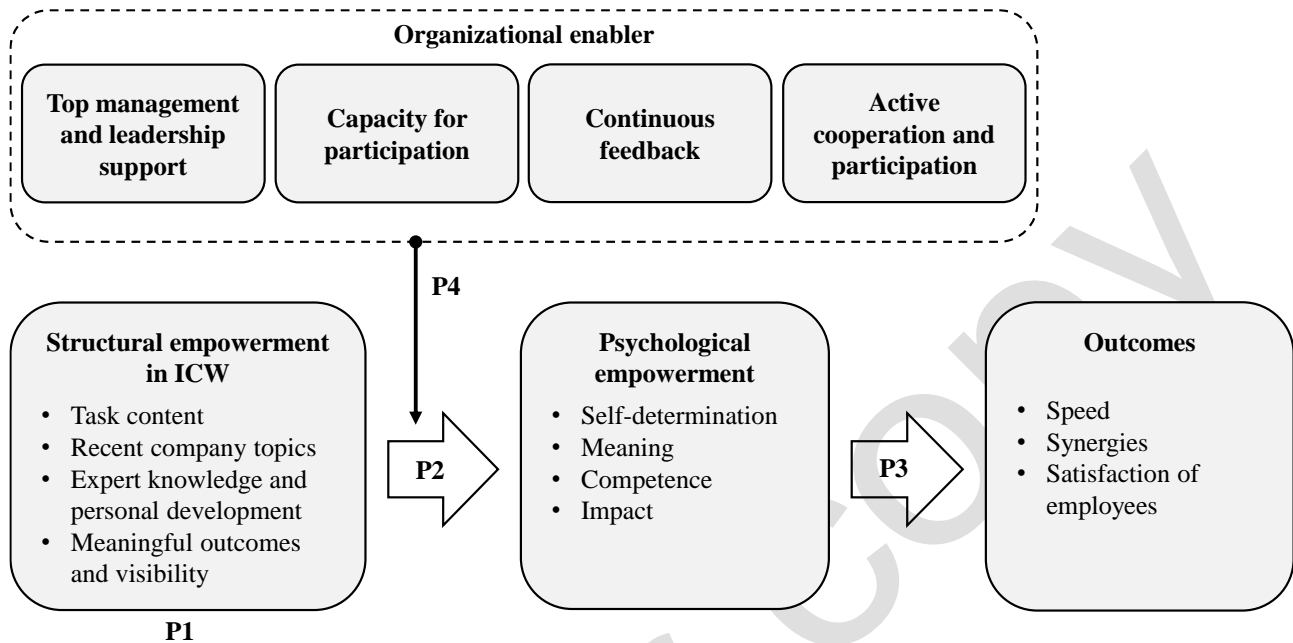 Organizational enabler
Top management
and leadership
support
Capacity for
participation
Continuous
feedback
Active
cooperation and
participation
P4
Structural empowerment
in ICW
• Task content
• Recent company topics
• Expert knowledge and
personal development
• Meaningful outcomes
and visibility
P1
P2
Psychological
empowerment
• Self-determination
• Meaning
• Competence
• Impact
P3
Outcomes
• Speed
• Synergies
• Satisfaction of
employees
copy